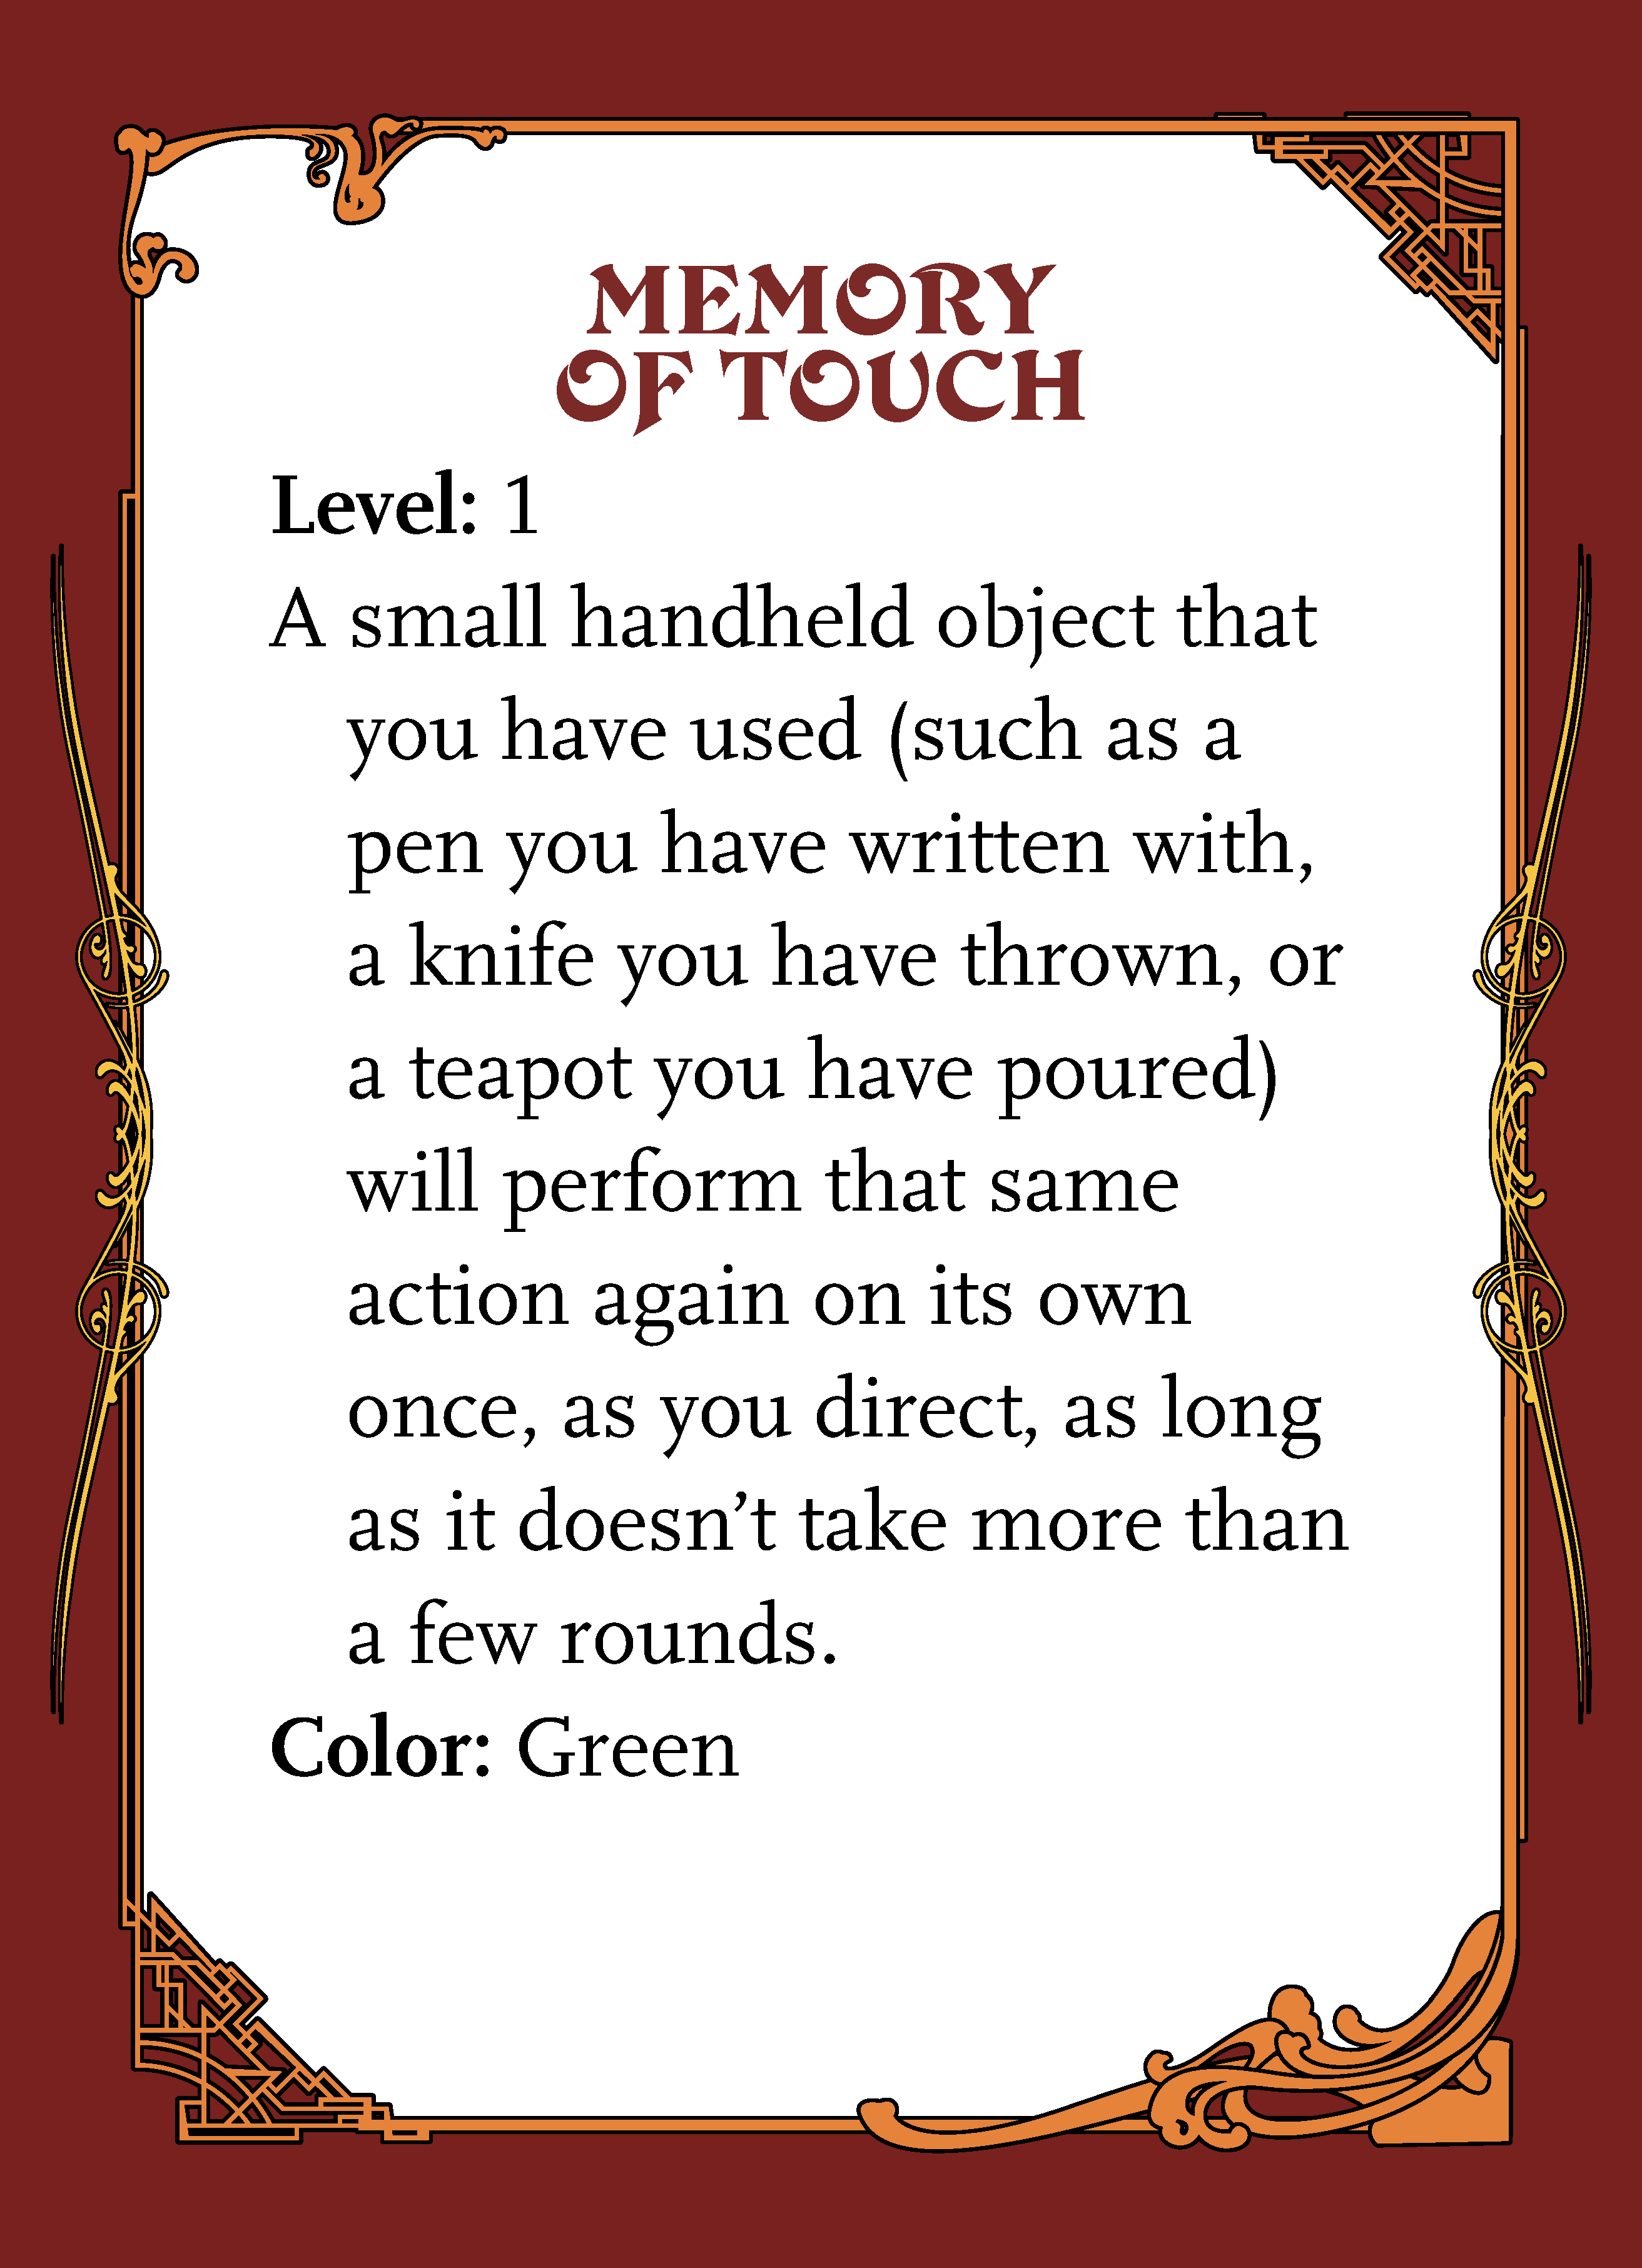 MEMORY
OF TOUCH
Level: 1
A small handheld object that
you have used (such as a
pen you have written with,
a knife you have thrown, or
a teapot you have poured)
will perform that same
action again on its own
once, as you direct, as long
as it doesn’t take more than
a few rounds.
Color: Green